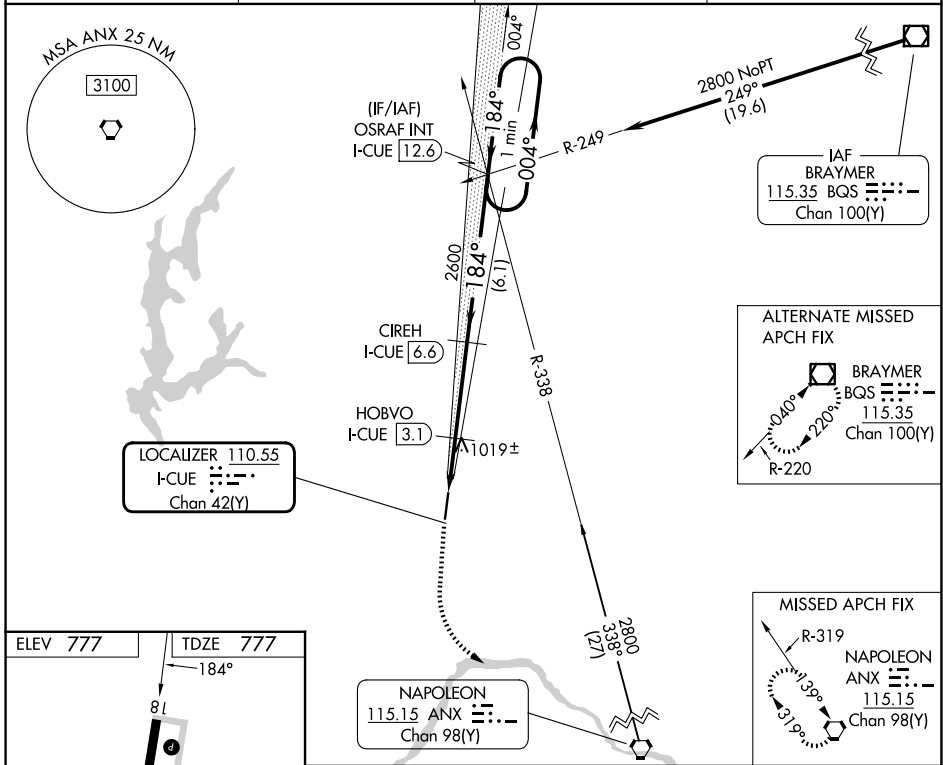 MSA ANX 25 NM
3100
004°
184°
1 min
004°
(IF/IAF)
OSRAF INT
I-CUE 12.6
2800 NoPT
249°
(19.6)
R-249
IAF
BRAYMER
115.35 BQS
Chan 100(Y)
2600
184°
(6.1)
CIREH
I-CUE 6.6
R-338
HOBVO
I-CUE 3.1
1019±
LOCALIZER 110.55
I-CUE
Chan 42(Y)
ALTERNATE MISSED
APCH FIX
BRAYMER
BQS
115.35
Chan 100(Y)
040°
220°
R-220
2800
338°
(27)
NAPOLEON
115.15 ANX
Chan 98(Y)
MISSED APCH FIX
R-319
NAPOLEON
ANX
115.15
Chan 98(Y)
139°
319°
ELEV 777
TDZE 777
184°
18
P